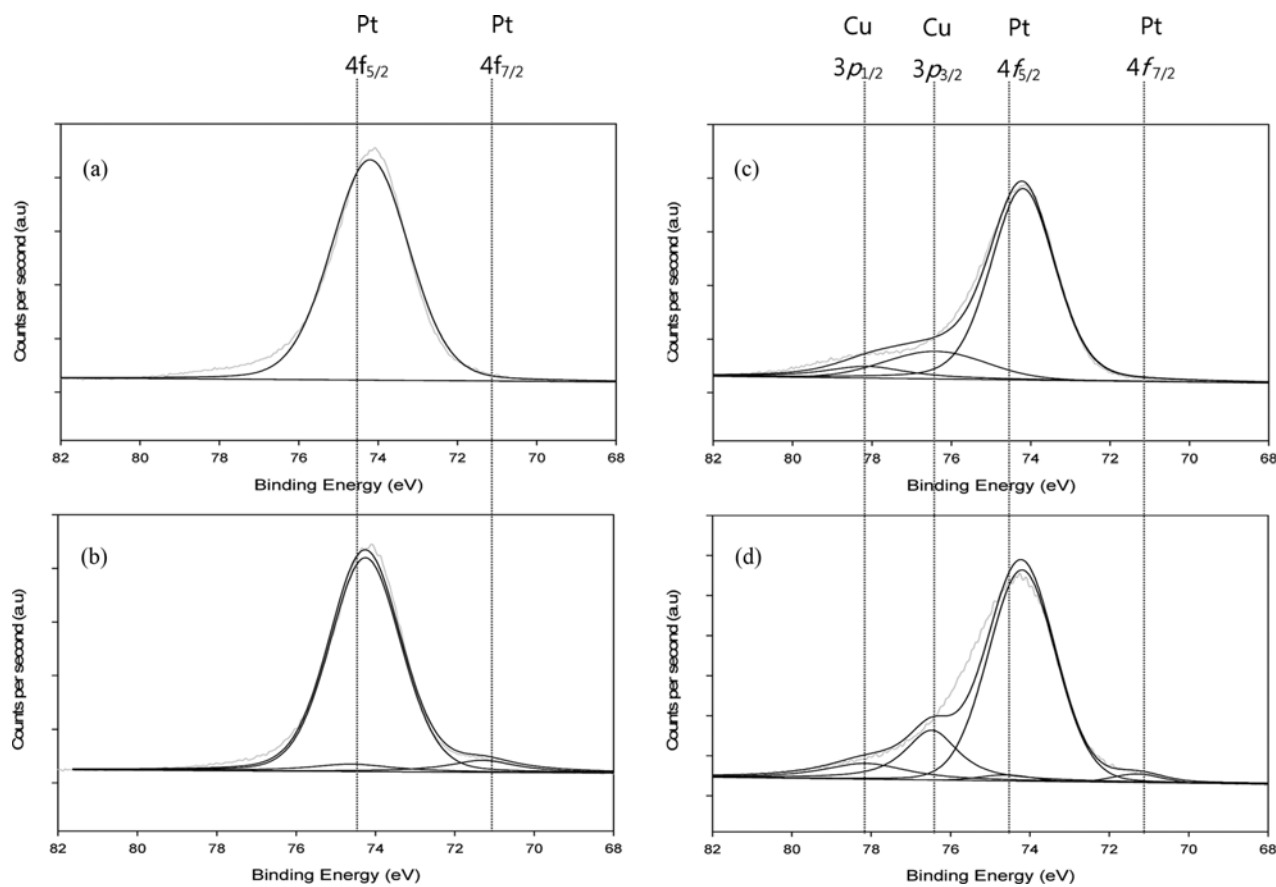 Pt Pt
4f5/2 4f7/2
Cu Cu Pt Pt
3p1/2 3p3/2 4f5/2 4f7/2
(a)
Counts per second (a.u)
82 80 78 76 74 72 70 68
Binding Energy (eV)
(c)
Counts per second (a.u)
82 80 78 76 74 72 70 68
Binding Energy (eV)
(b)
Counts per second (a.u)
82 80 78 76 74 72 70 68
Binding Energy (eV)
(d)
Counts per second (a.u)
82 80 78 76 74 72 70 68
Binding Energy (eV)